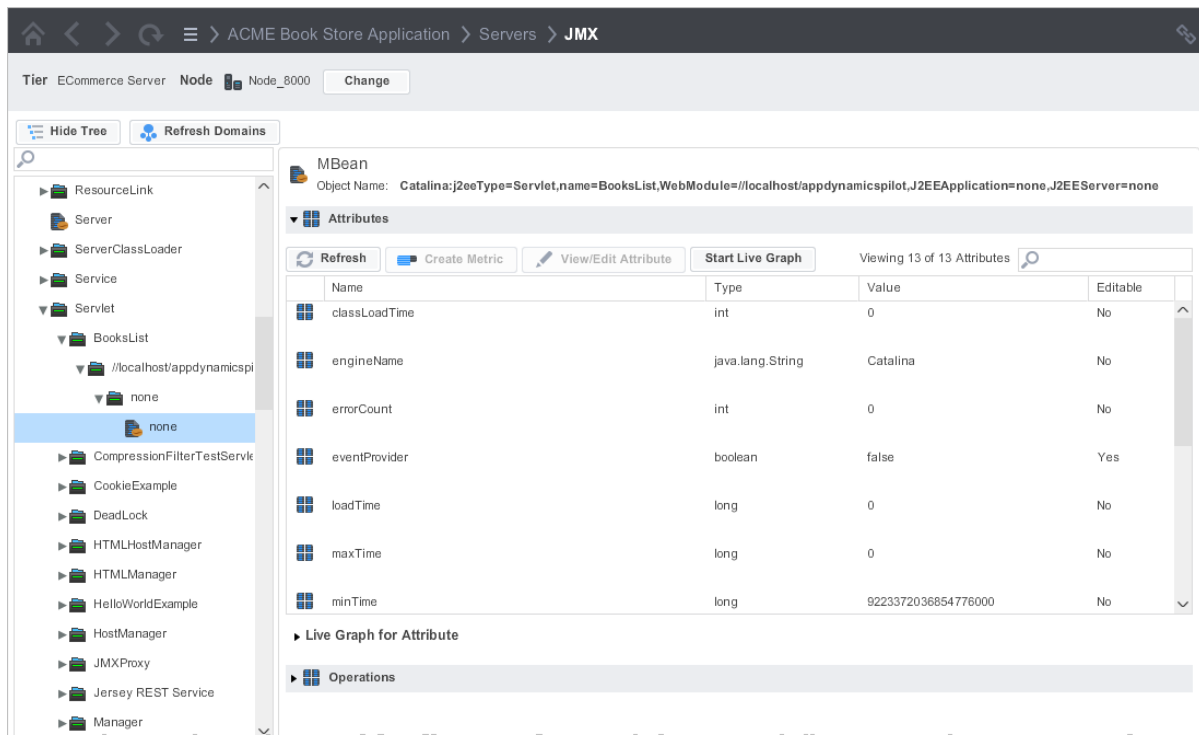 ACME Book Store Application > Servers > JMX
Tier ECommerce Server Node Node_8000 Change
Hide Tree Refresh Domains
ResourceLink
Server
ServerClassLoader
Service
Servlet
BooksList
//localhost/appdynamicspi
none
none
CompressionFilterTestServle
CookieExample
DeadLock
HTMLHostManager
HTMLManager
HelloWorldExample
HostManager
JMXProxy
Jersey REST Service
Manager
MBean
Object Name: Catalina:j2eeType=Servlet,name=BooksList,WebModule=//localhost/appdynamicspilot,J2EEApplication=none,J2EEServer=none
Attributes
Refresh Create Metric View/Edit Attribute Start Live Graph Viewing 13 of 13 Attributes
Name Type Value Editable
classLoadTime int 0 No
engineName java.lang.String Catalina No
errorCount int 0 No
eventProvider boolean false Yes
loadTime long 0 No
maxTime long 0 No
minTime long 9223372036854776000 No
Live Graph for Attribute
Operations